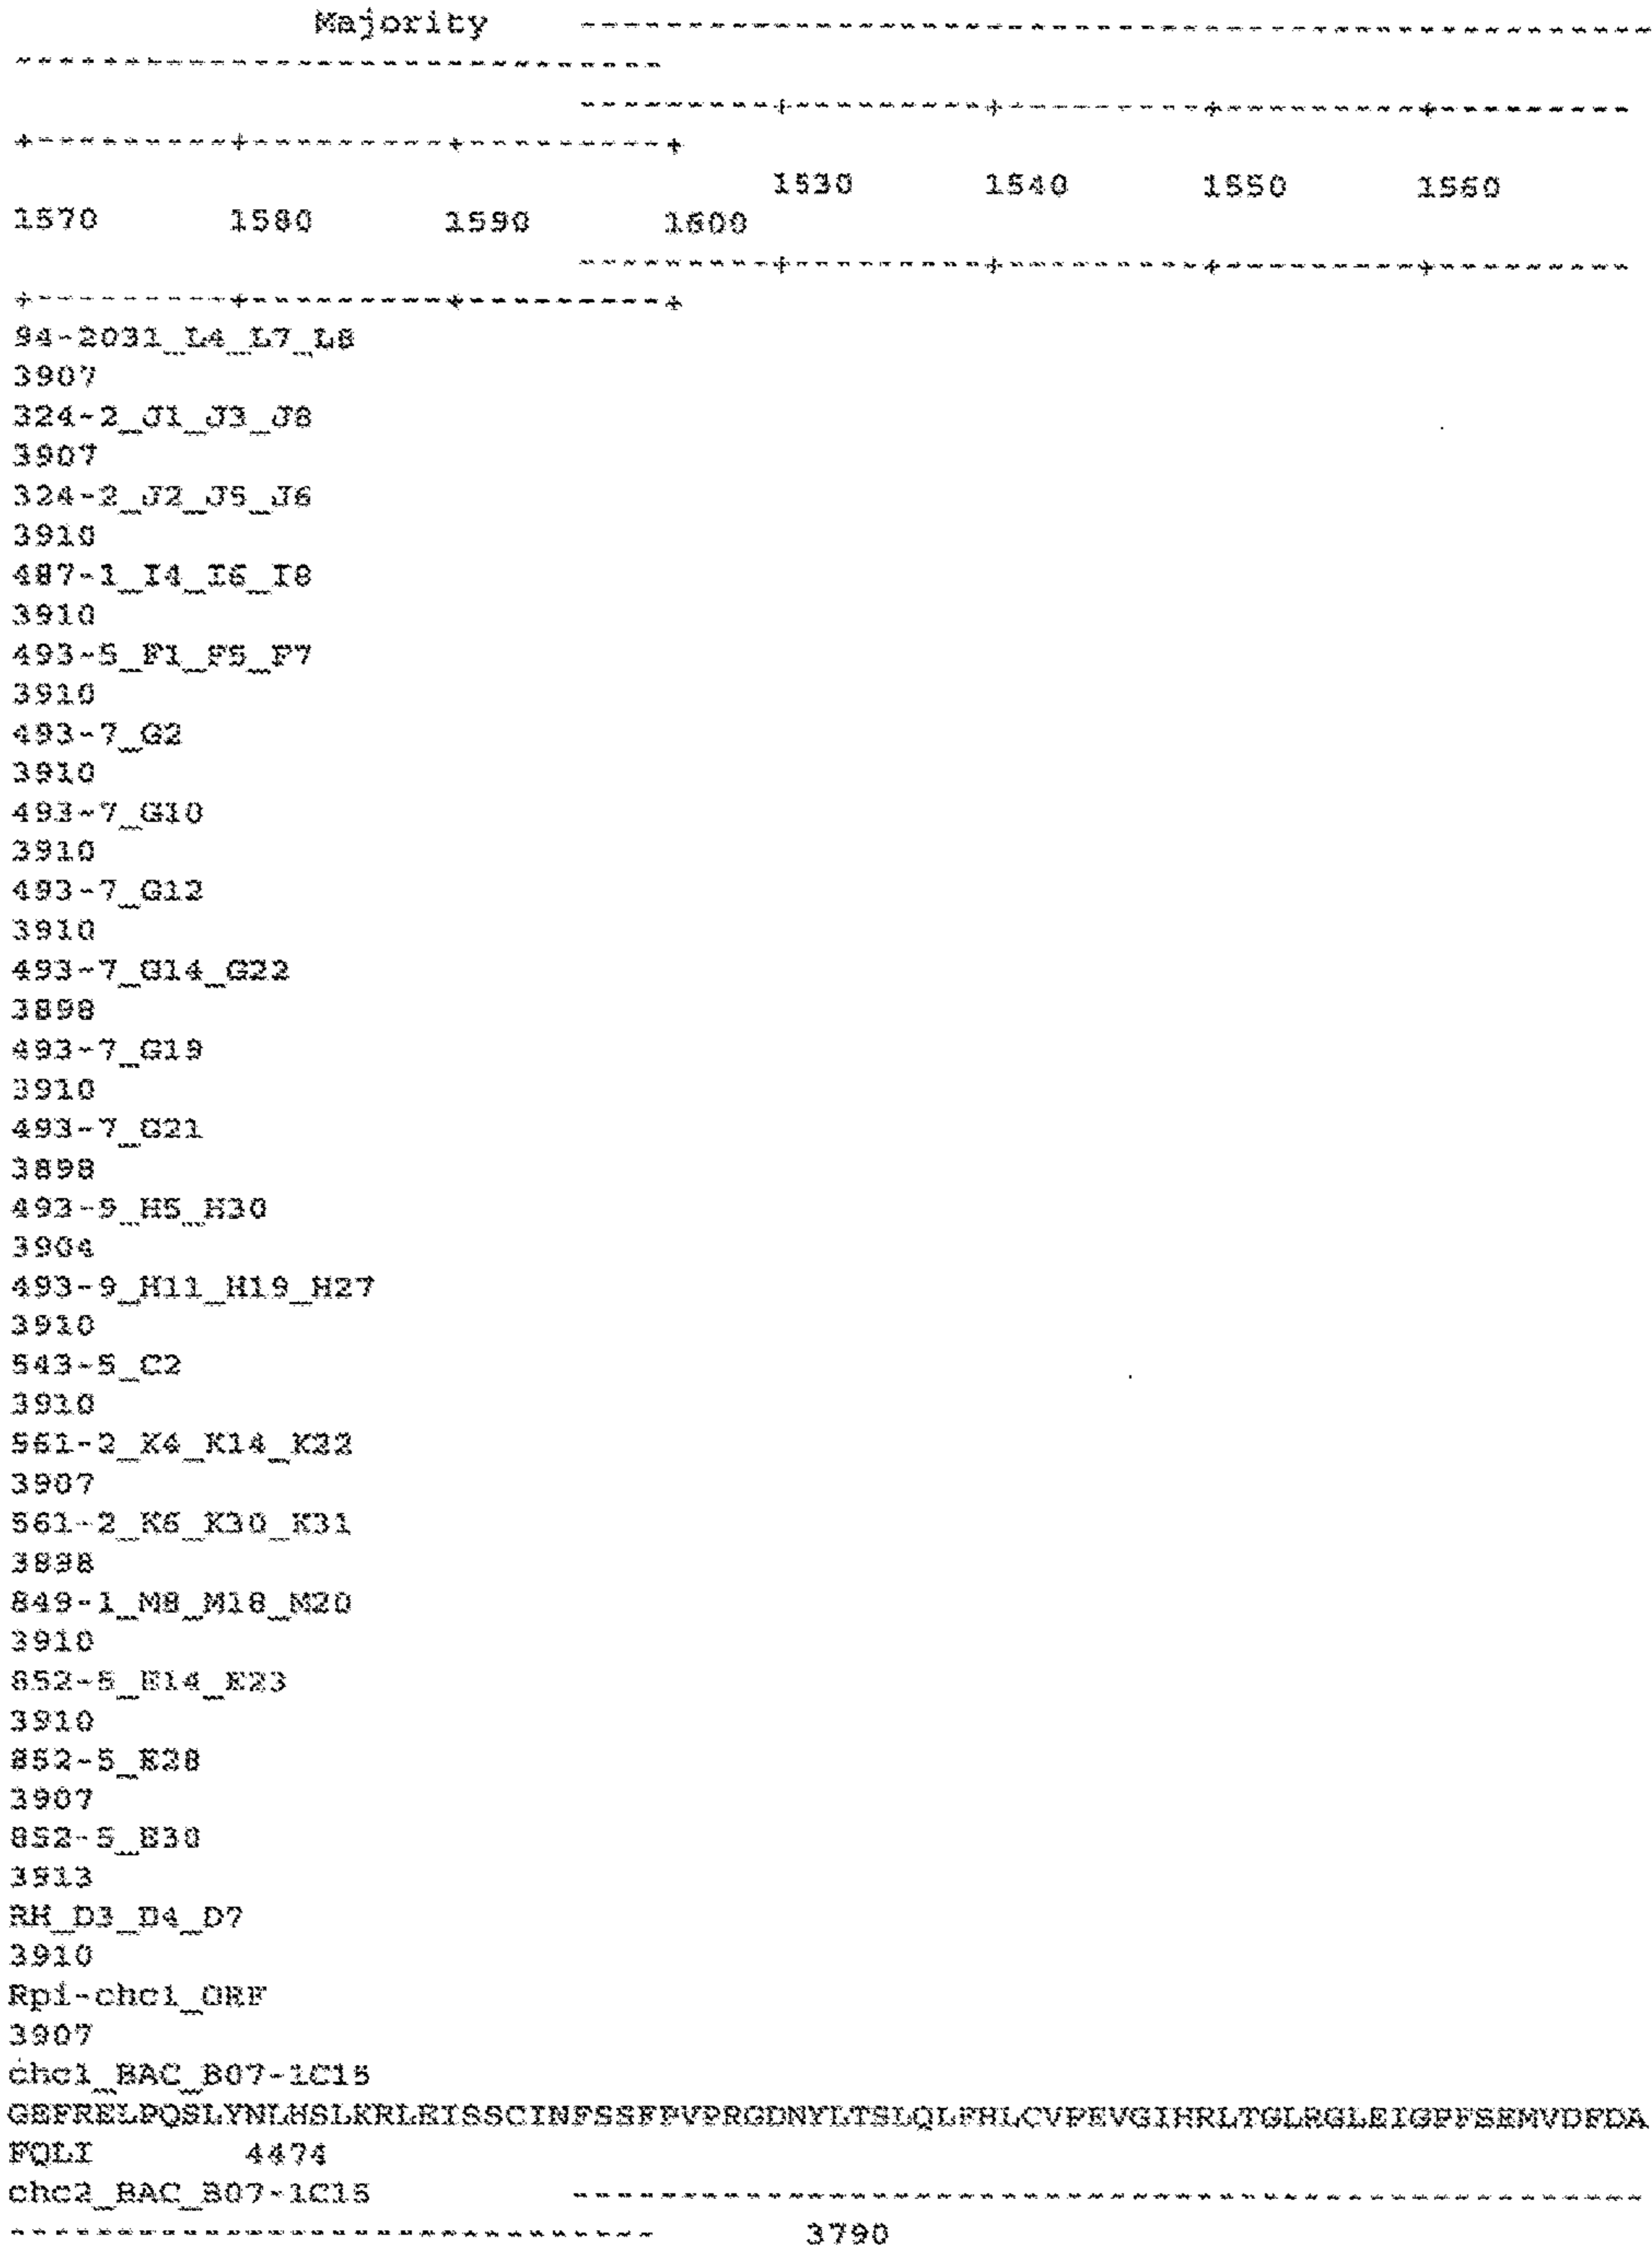 Majority --------------------------------------------------
------------------------------
---------+---------+---------+---------+---------
+---------+---------+---------+
1530 1540 1550 1560
1570 1580 1590 1600
---------+---------+---------+---------+---------
+---------+---------+---------+
94-2031_L4_L7_L8
3907
324-2_J1_J3_J8
3907
324-2_J2_J5_J6
3910
487-1_I4_I6_I8
3910
493-5_F1_F5_F7
3910
493-7_G2
3910
493-7_G10
3910
493-7_G12
3910
493-7_G14_G22
3898
493-7_G19
3910
493-7_G21
3898
493-9_H5_H30
3904
493-9_H11_H19_H27
3910
543-5_C2
3910
561-2_K4_K14_K22
3907
561-2_K6_K30_K31
3898
849-1_M8_M18_M20
3910
852-5_E14_E23
3910
852-5_E28
3907
852-5_E30
3913
RH_D3_D4_D7
3910
Rpi-chc1_ORF
3907
chc1_BAC_B07-1C15
GEFRELPQSLYNLHSLKRLRISSCINFSSFPVPRGDNYLTSLQLFHLCVPEVGIHRLTGLRGLEIGPFSEMVDFDA
FQLI 4474
chc2_BAC_B07-1C15 --------------------------------------------------
------------------------------ 3790